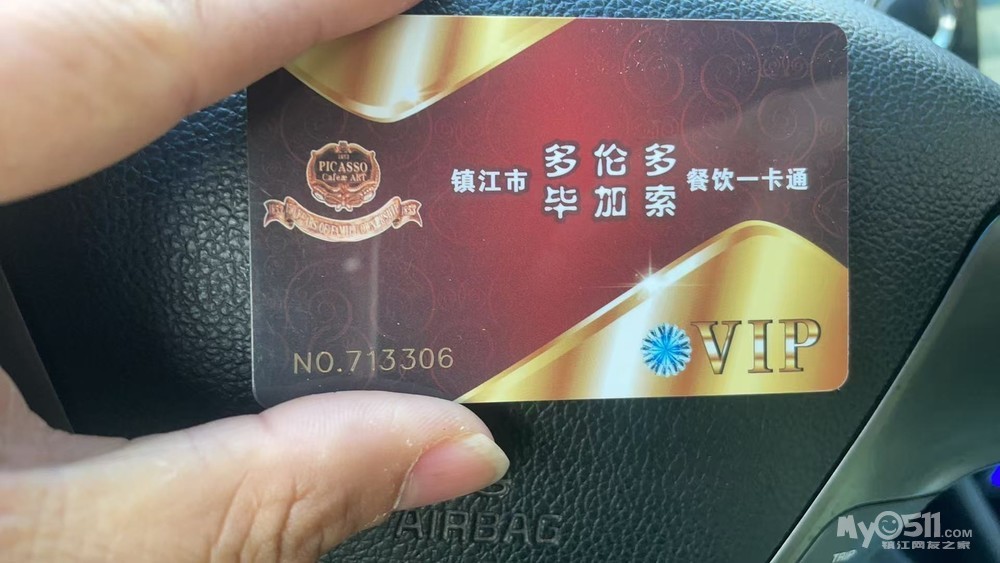 1853
PICASSO
Cafe & ART
镇江市
多伦多
毕加索
餐饮一卡通
NO.713306
VIP
AIRBAG
My0511.COM
镇江网友之家